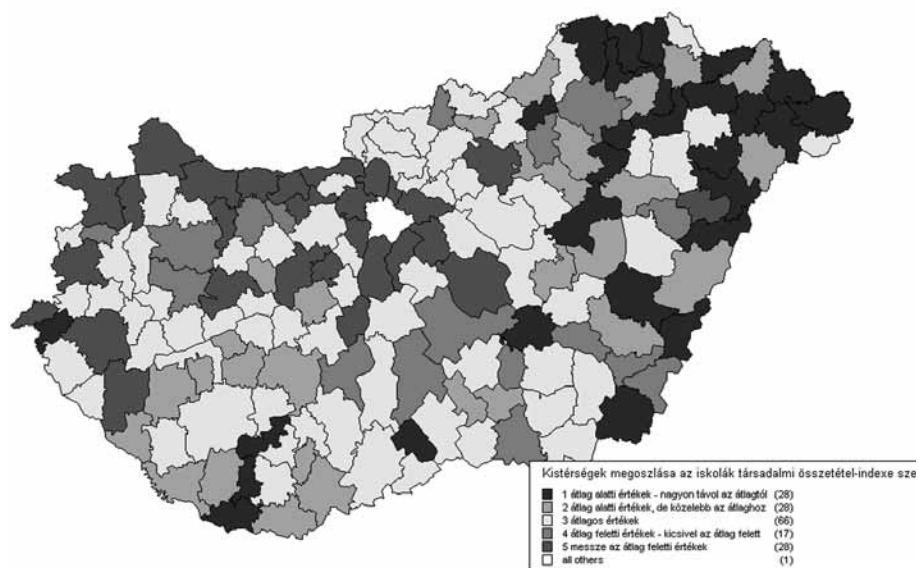 Kistérségek megoszlása az iskolák társadalmi összetétel-indexe sze
1 átlag alatti értékek - nagyon távol az átlagtól (28)
2 átlag alatti értékek, de közelebb az átlaghoz (28)
3 átlagos értékek (66)
4 átlag feletti értékek - kicsivel az átlag felett (17)
5 messze az átlag feletti értékek (28)
all others (1)